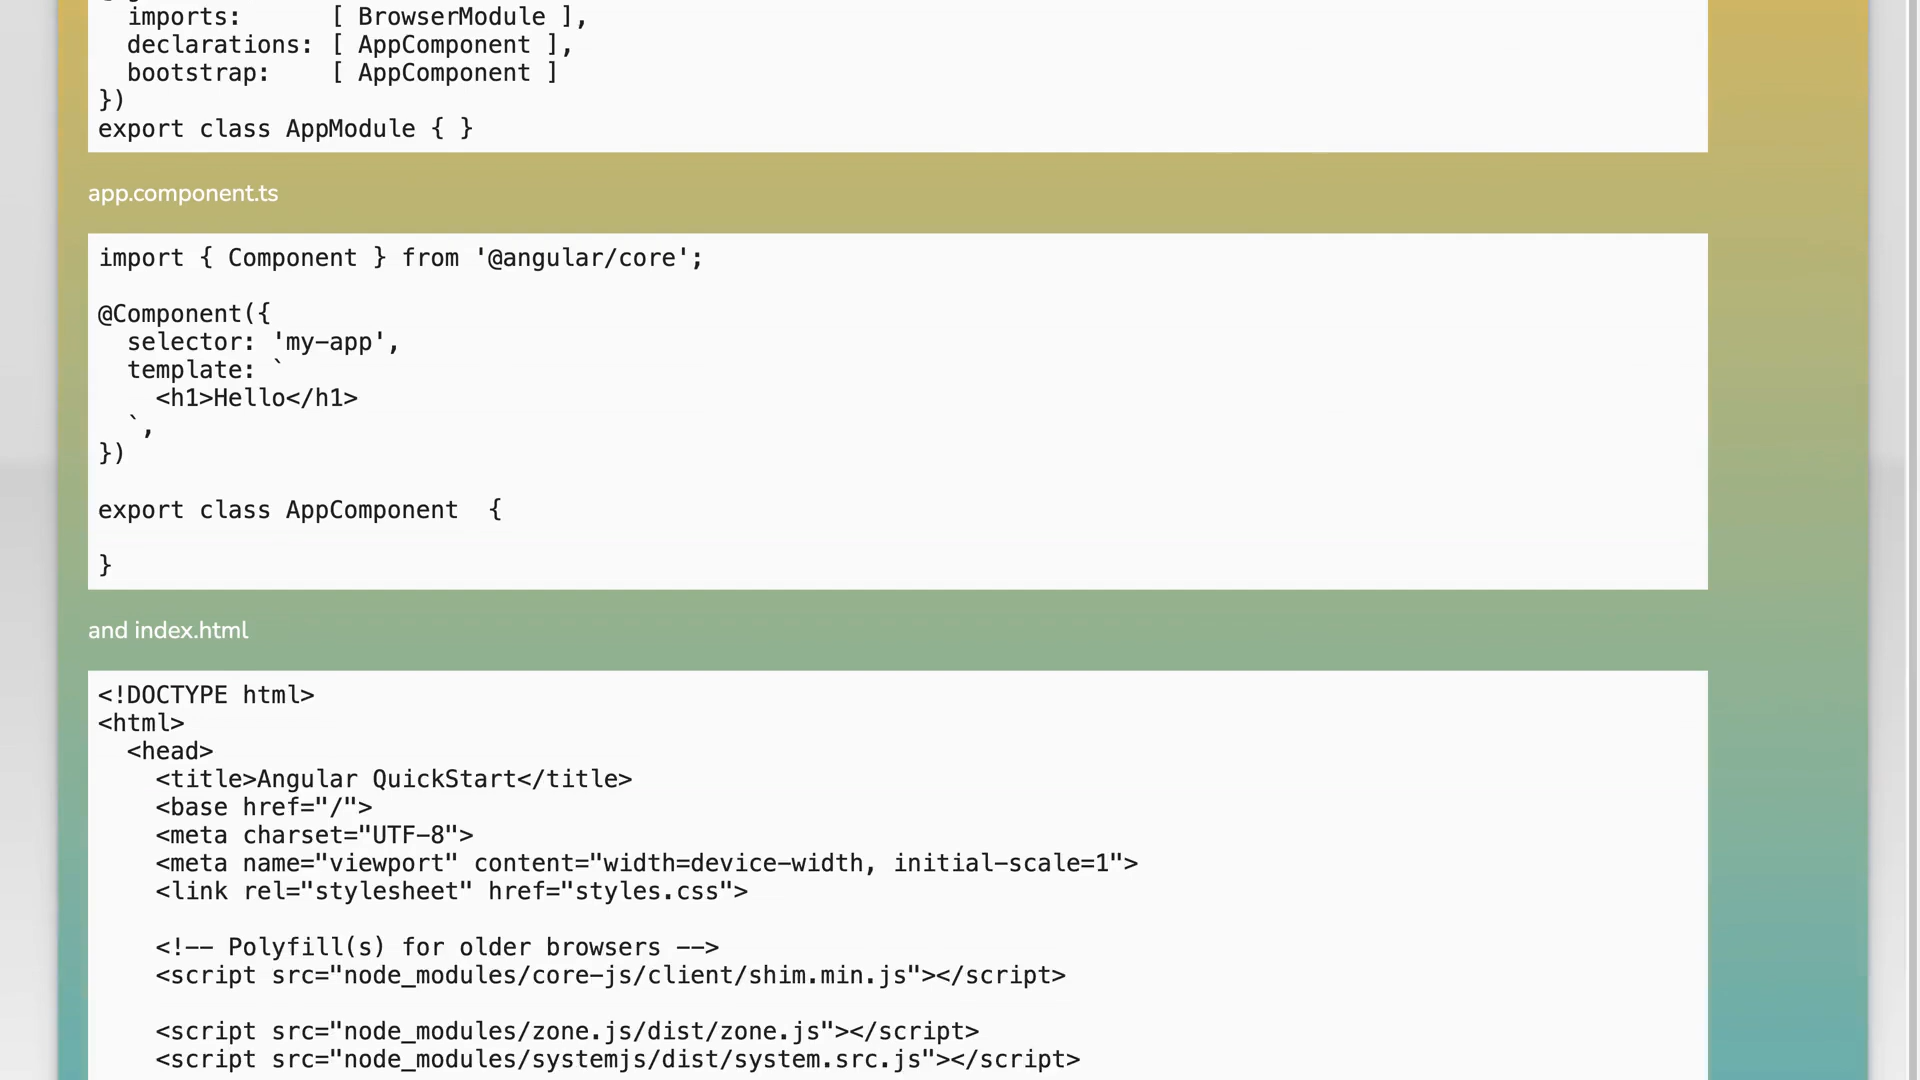 imports:      [ BrowserModule ],
declarations: [ AppComponent ],
bootstrap:    [ AppComponent ]
})
export class AppModule { }
app.component.ts
import { Component } from '@angular/core';
@Component({
selector: 'my-app',
template: `
<h1>Hello</h1>
`,
})
export class AppComponent  {
}
and index.html
<!DOCTYPE html>
<html>
<head>
<title>Angular QuickStart</title>
<base href="/">
<meta charset="UTF-8">
<meta name="viewport" content="width=device-width, initial-scale=1">
<link rel="stylesheet" href="styles.css">
<!-- Polyfill(s) for older browsers -->
<script src="node_modules/core-js/client/shim.min.js"></script>
<script src="node_modules/zone.js/dist/zone.js"></script>
<script src="node_modules/systemjs/dist/system.src.js"></script>